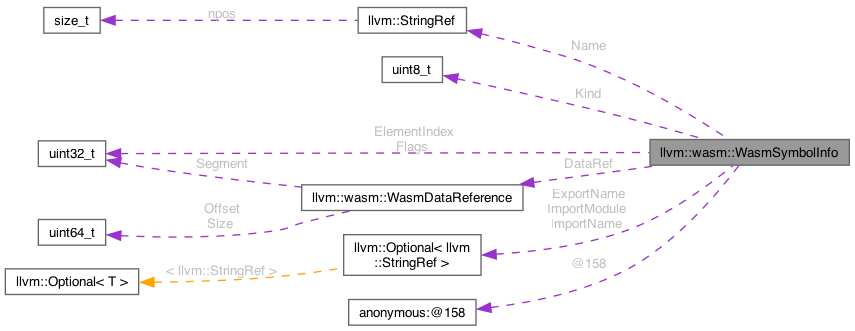 size_t
npos
llvm::StringRef
Name
uint8_t
Kind
uint32_t
ElementIndex
Flags
llvm::wasm::WasmSymbolInfo
Segment
DataRef
llvm::wasm::WasmDataReference
uint64_t
Offset
Size
ExportName
ImportModule
ImportName
llvm::Optional< llvm
::StringRef >
llvm::Optional< T >
< llvm::StringRef >
@158
anonymous:@158